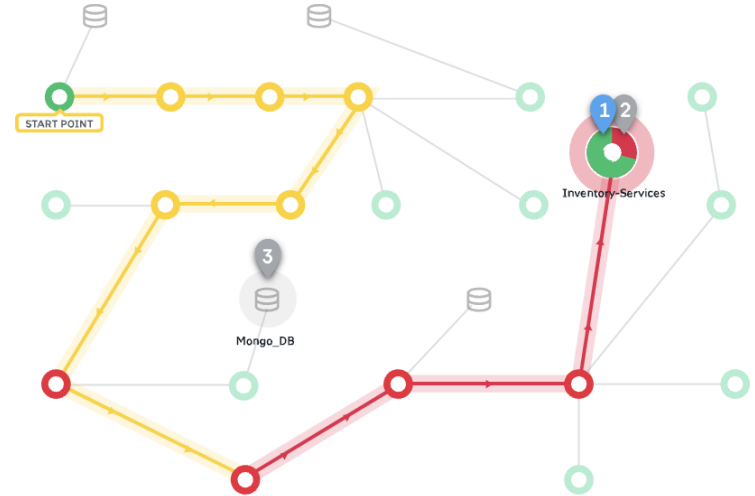 1 2
START POINT
Inventory-Services
3
Mongo_DB